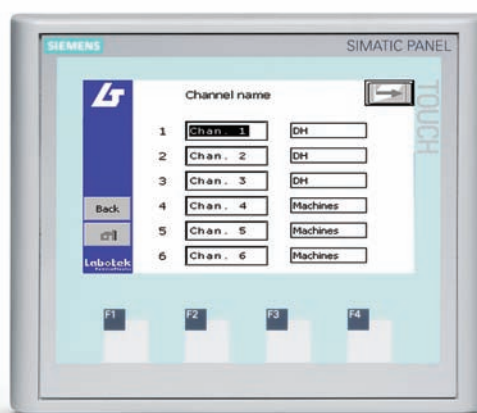 SIEMENS
SIMATIC PANEL
TOUCH
Channel name
1 Chan. 1 DH
2 Chan. 2 DH
3 Chan. 3 DH
4 Chan. 4 Machines
5 Chan. 5 Machines
6 Chan. 6 Machines
Back
Labotek
F1 F2 F3 F4